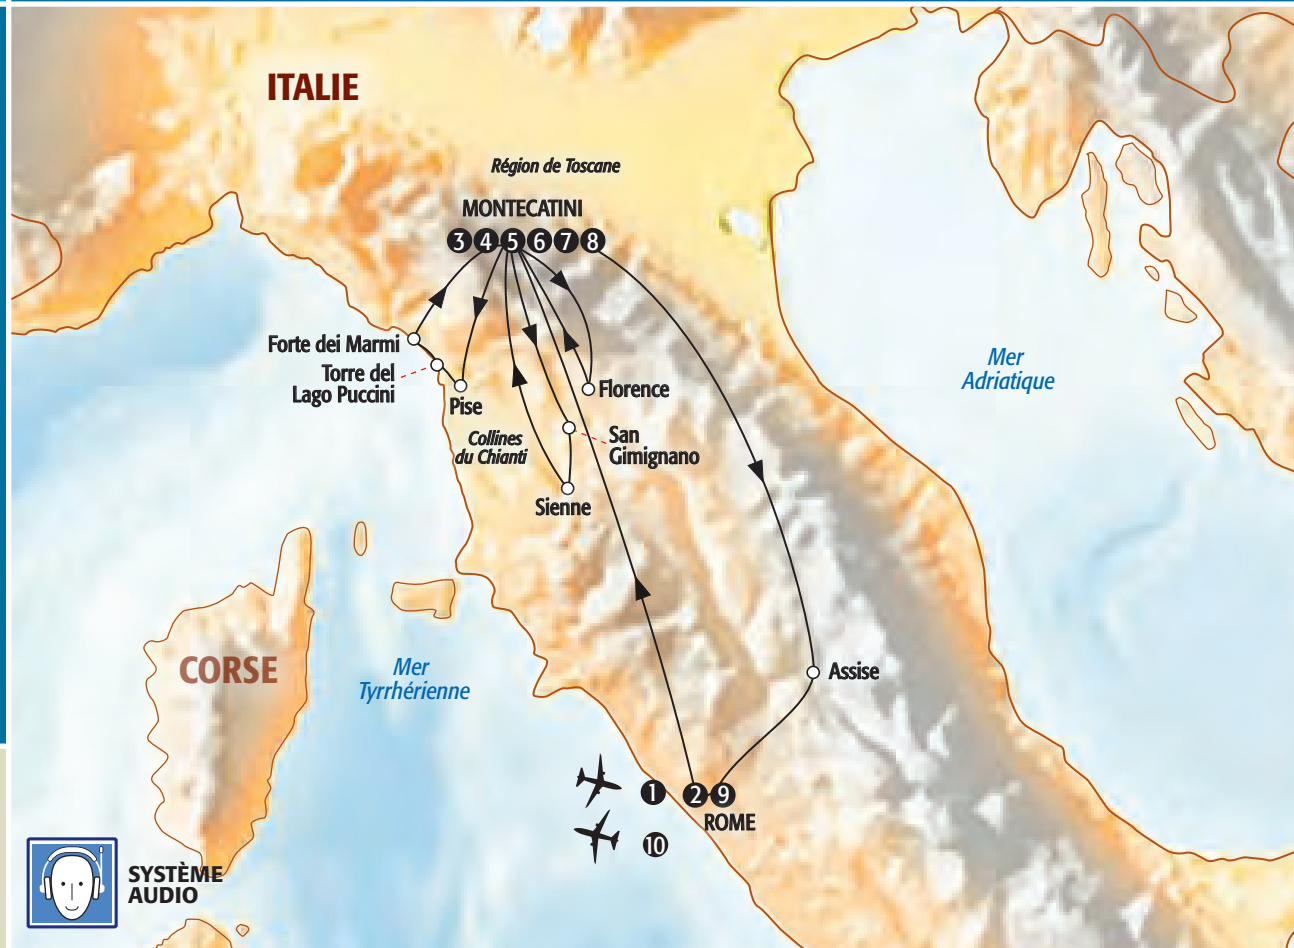 ITALIE
Région de Toscane
MONTECATINI
3 4 5 6 7 8
Forte dei Marmi
Torre del
Lago Puccini
Pise
Florence
Collines
du Chianti
San
Gimignano
Sienne
Mer
Adriatique
CORSE
Mer
Tyrrhérienne
Assise
1 2 9
ROME
10
SYSTÈME
AUDIO